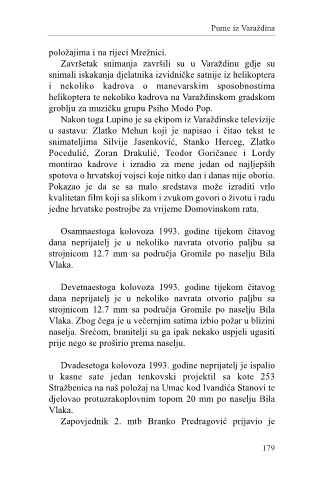 Pume iz Varaždina
položajima i na rijeci Mrežnici.
Završetak snimanja završili su u Varaždinu gdje su
snimali iskakanja djelatnika izvidničke satnije iz helikoptera
i nekoliko kadrova o manevarskim sposobnostima
helikoptera te nekoliko kadrova na Varaždinskom gradskom
groblju za muzičku grupu Psiho Modo Pop.
Nakon toga Lupino je sa ekipom iz Varaždinske televizije
u sastavu: Zlatko Mehun koji je napisao i čitao tekst te
snimateljima Silvije Jasenković, Stanko Herceg, Zlatko
Pocedulić, Zoran Drakulić, Teodor Goričanec i Lordy
montirao kadrove i izradio za mene jedan od najljepših
spotova o hrvatskoj vojsci koje nitko dan i danas nije oborio.
Pokazao je da se sa malo sredstava može izraditi vrlo
kvalitetan film koji sa slikom i zvukom govori o životu i radu
jedne hrvatske postrojbe za vrijeme Domovinskom rata.
Osamnaestoga kolovoza 1993. godine tijekom čitavog
dana neprijatelj je u nekoliko navrata otvorio paljbu sa
strojnicom 12.7 mm sa područja Gromile po naselju Bila
Vlaka.
Devetnaestoga kolovoza 1993. godine tijekom čitavog
dana neprijatelj je u nekoliko navrata otvorio paljbu sa
strojnicom 12.7 mm sa područja Gromile po naselju Bila
Vlaka. Zbog čega je u večernjim satima izbio požar u blizini
naselja. Srećom, branitelji su ga ipak nekako uspjeli ugasiti
prije nego se proširio prema naselju.
Dvadesetoga kolovoza 1993. godine neprijatelj je ispalio
u kasne sate jedan tenkovski projektil sa kote 253
Stražbenica na naš položaj na Umac kod Ivandića Stanovi te
djelovao protuzrakoplovnim topom 20 mm po naselju Bila
Vlaka.
Zapovjednik 2. mtb Branko Predragović prijavio je
179